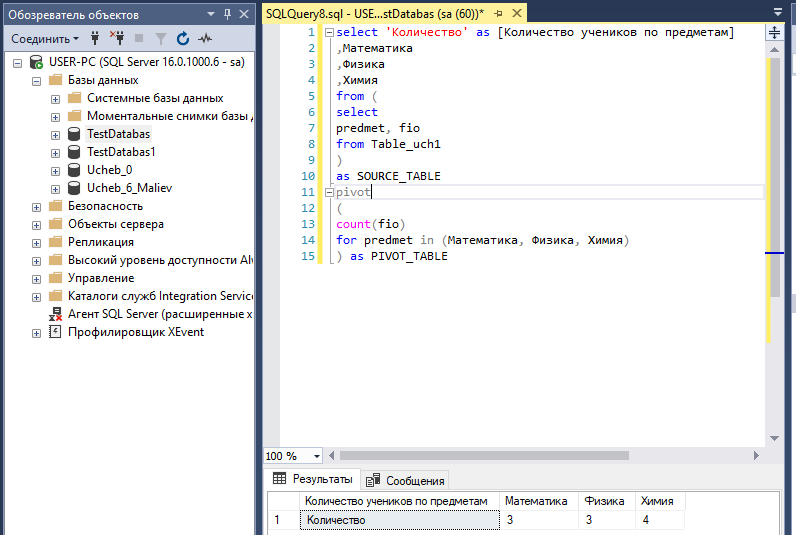 Обозреватель объектов
Соединить
USER-PC (SQL Server 16.0.1000.6 - sa)
Базы данных
Системные базы данных
Моментальные снимки базы д
TestDatabas
TestDatabas1
Ucheb_0
Ucheb_6_Maliev
Безопасность
Объекты сервера
Репликация
Высокий уровень доступности Alv
Управление
Каталоги служб Integration Service
Агент SQL Server (расширенные х
Профилировщик XEvent
SQLQuery8.sql - USE...stDatabas (sa (60))*
1 select 'Количество' as [Количество учеников по предметам]
2 ,Математика
3 ,Физика
4 ,Химия
5 from (
6 select
7 predmet, fio
8 from Table_uch1
9 )
10 as SOURCE_TABLE
11 pivot
12 (
13 count(fio)
14 for predmet in (Математика, Физика, Химия)
15 ) as PIVOT_TABLE
100 %
Результаты Сообщения
Количество учеников по предметам Математика Физика Химия
1 Количество 3 3 4